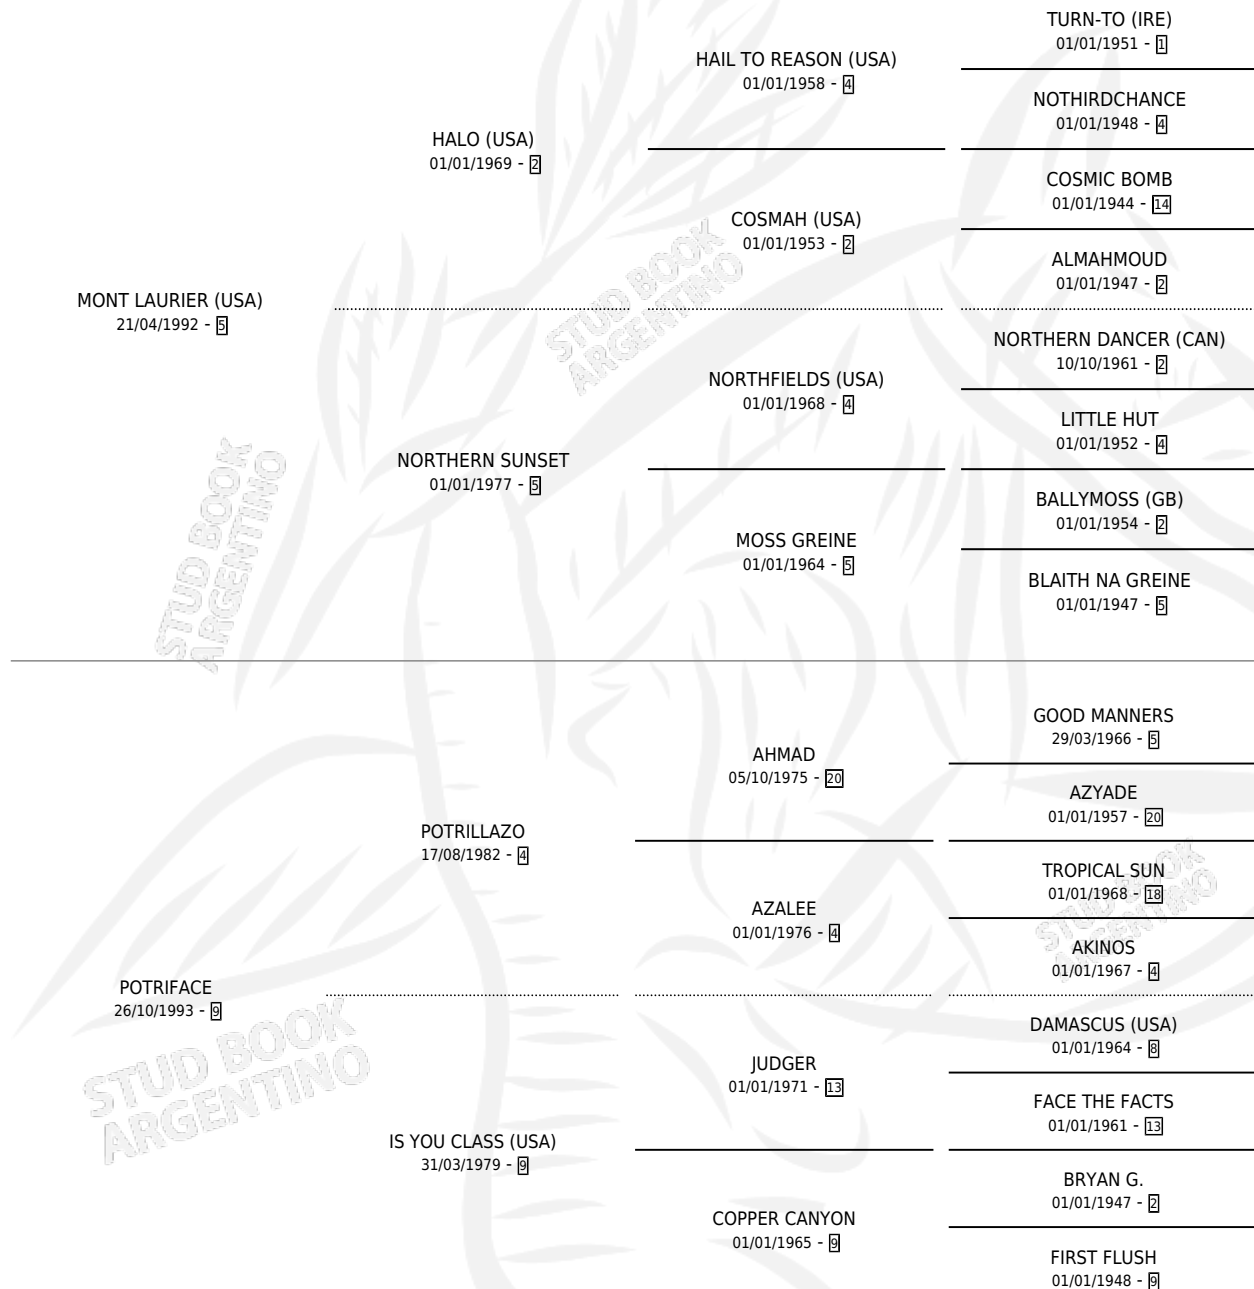 TURN-TO (IRE)
01/01/1951 - 1
HAIL TO REASON (USA)
01/01/1958 - 4
NOTHIRDCHANCE
01/01/1948 - 4
HALO (USA)
01/01/1969 - 2
COSMIC BOMB
01/01/1944 - 14
COSMAH (USA)
01/01/1953 - 2
ALMAHMOUD
01/01/1947 - 2
MONT LAURIER (USA)
21/04/1992 - 5
NORTHERN DANCER (CAN)
10/10/1961 - 2
NORTHFIELDS (USA)
01/01/1968 - 4
LITTLE HUT
01/01/1952 - 4
NORTHERN SUNSET
01/01/1977 - 5
BALLYMOSS (GB)
01/01/1954 - 2
MOSS GREINE
01/01/1964 - 5
BLAITH NA GREINE
01/01/1947 - 5
GOOD MANNERS
29/03/1966 - 5
AHMAD
05/10/1975 - 20
AZYADE
01/01/1957 - 20
POTRILLAZO
17/08/1982 - 4
TROPICAL SUN
01/01/1968 - 18
AZALEE
01/01/1976 - 4
AKINOS
01/01/1967 - 4
POTRIFACE
26/10/1993 - 9
DAMASCUS (USA)
01/01/1964 - 8
JUDGER
01/01/1971 - 13
FACE THE FACTS
01/01/1961 - 13
IS YOU CLASS (USA)
31/03/1979 - 9
BRYAN G.
01/01/1947 - 2
COPPER CANYON
01/01/1965 - 9
FIRST FLUSH
01/01/1948 - 9
STUD BOOK
ARGENTINO
STUD BOOK
ARGENTINO
STUD BOOK
ARGENTINO
STUD BOOK
ARGENTINO